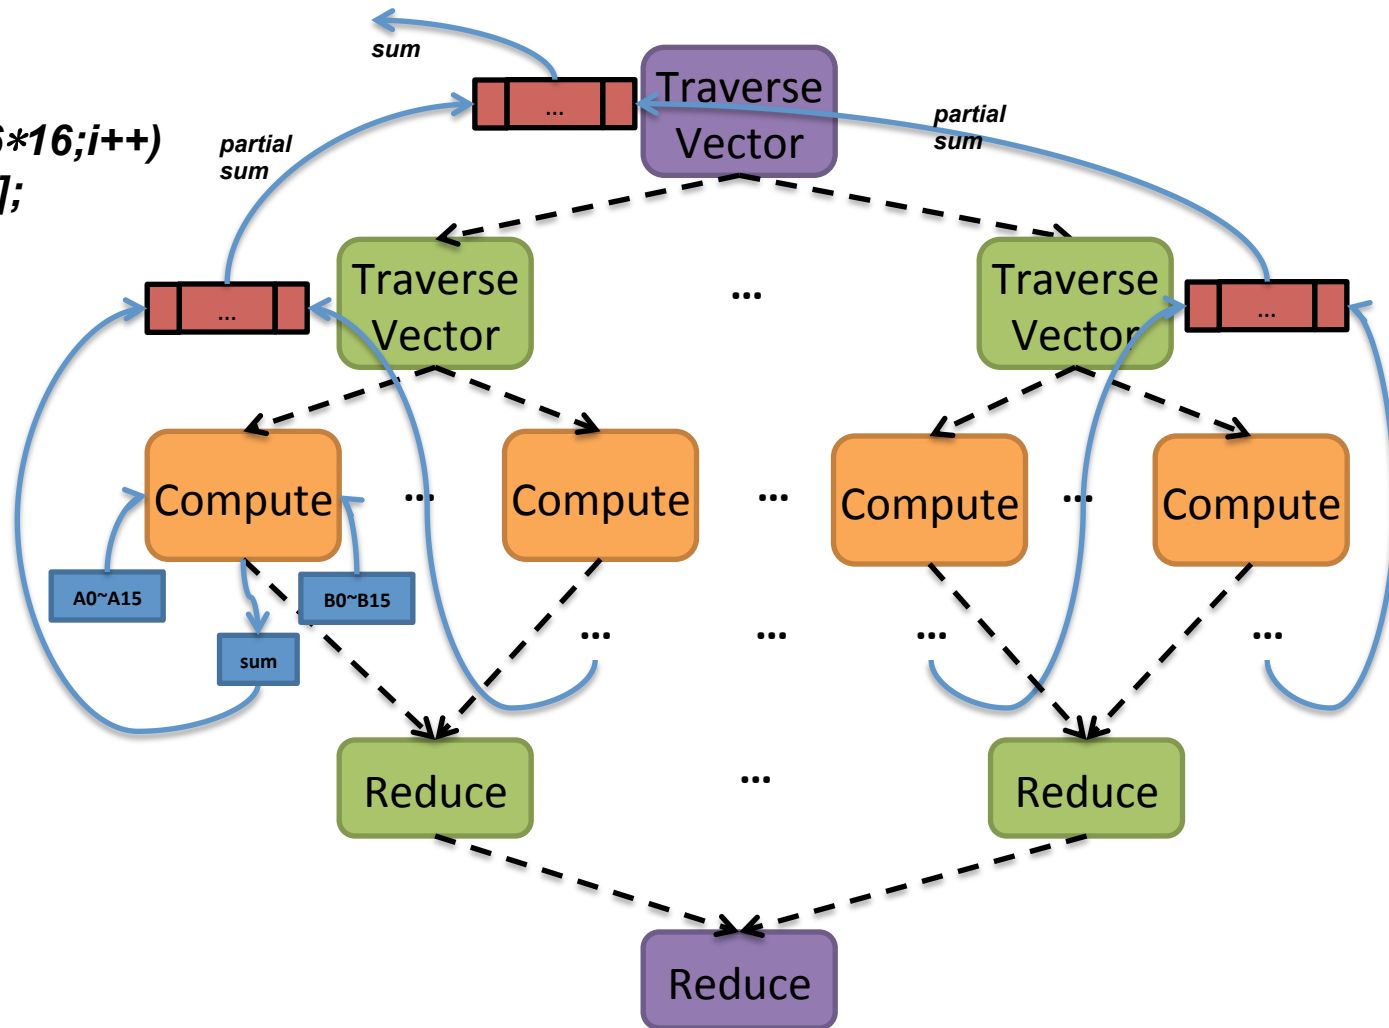 sum
...
Traverse
Vector
6*16;i++)
];
partial
sum
partial
sum
Traverse
Vector
...
Traverse
Vector
...
...
Compute
...
Compute
...
Compute
...
Compute
A0~A15
B0~B15
sum
...
...
...
...
Reduce
...
Reduce
Reduce